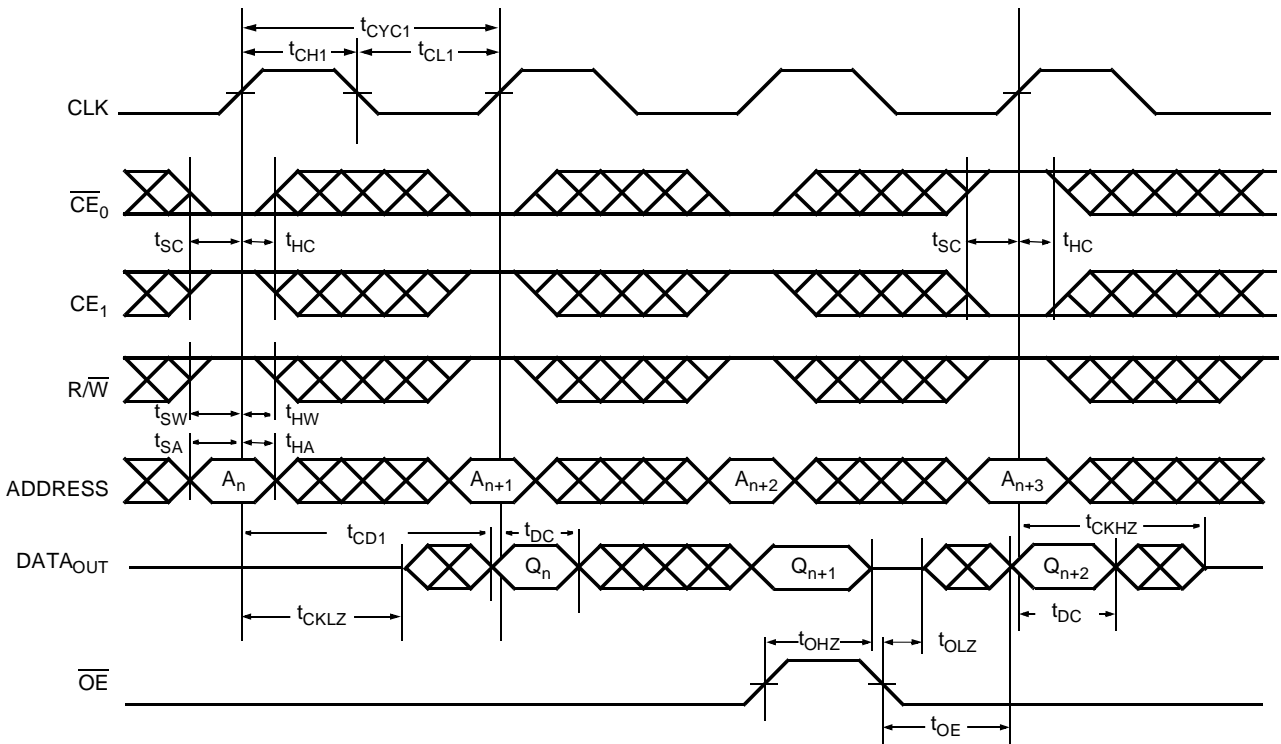 tCYC1
tCH1 tCL1
CLK
CE0
tSC tHC tSC tHC
CE1
R/W
tSW tHW
tSA tHA
ADDRESS An An+1 An+2 An+3
tCD1 tDC tCKHZ
DATAOUT Qn Qn+1 Qn+2
tCKLZ tDC
tOHZ tOLZ
OE
tOE